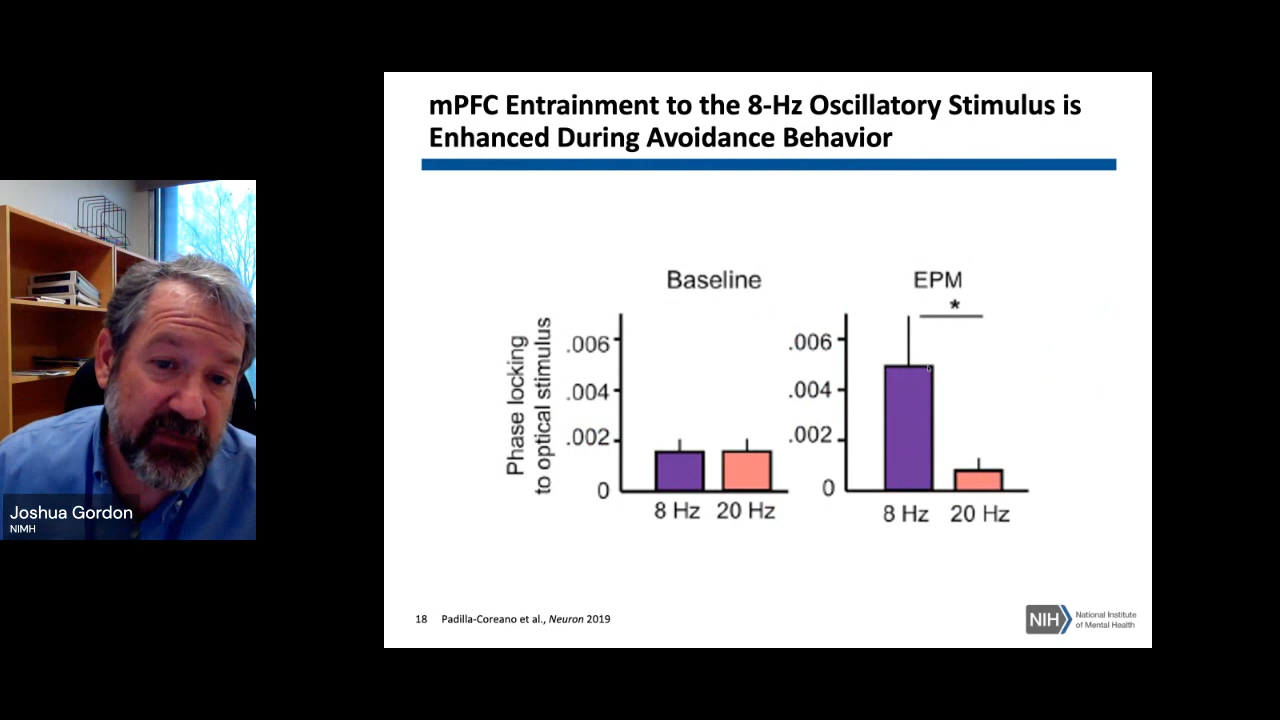 mPFC Entrainment to the 8-Hz Oscillatory Stimulus is
Enhanced During Avoidance Behavior
Baseline
EPM
*
Phase locking
to optical stimulus
.006
.004
.002
0
8 Hz
20 Hz
.006
.004
.002
0
8 Hz
20 Hz
Joshua Gordon
NIMH
18 Padilla-Coreano et al., Neuron 2019
NIH
National Institute
of Mental Health